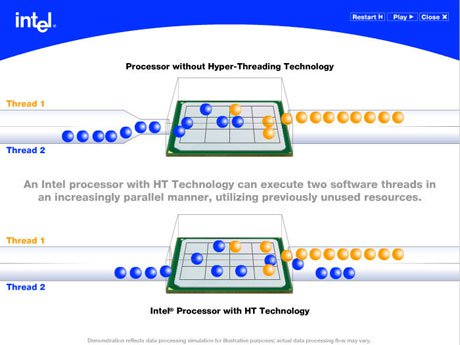 intel®
Restart Play Close
Processor without Hyper-Threading Technology
Thread 1
Thread 2
An Intel processor with HT Technology can execute two software threads in
an increasingly parallel manner, utilizing previously unused resources.
Thread 1
Thread 2
Intel® Processor with HT Technology
Demonstration reflects data processing simulation for illustrative purposes; actual data processing flow may vary.